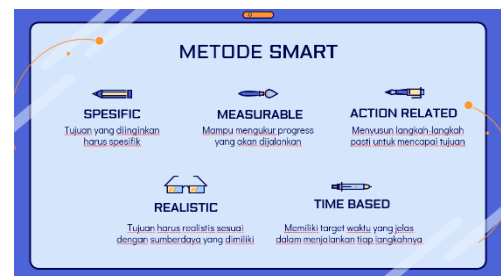 METODE SMART
SPESIFIC
Tujuan yang diinginkan
harus spesifik
MEASURABLE
Mampu mengukur progress
yang akan dijalankan
ACTION RELATED
Menyusun langkah-langkah
pasti untuk mencapai tujuan
REALISTIC
Tujuan harus realistis sesuai
dengan sumberdaya yang dimiliki
TIME BASED
Memiliki target waktu yang jelas
dalam menjalankan tiap langkahnya